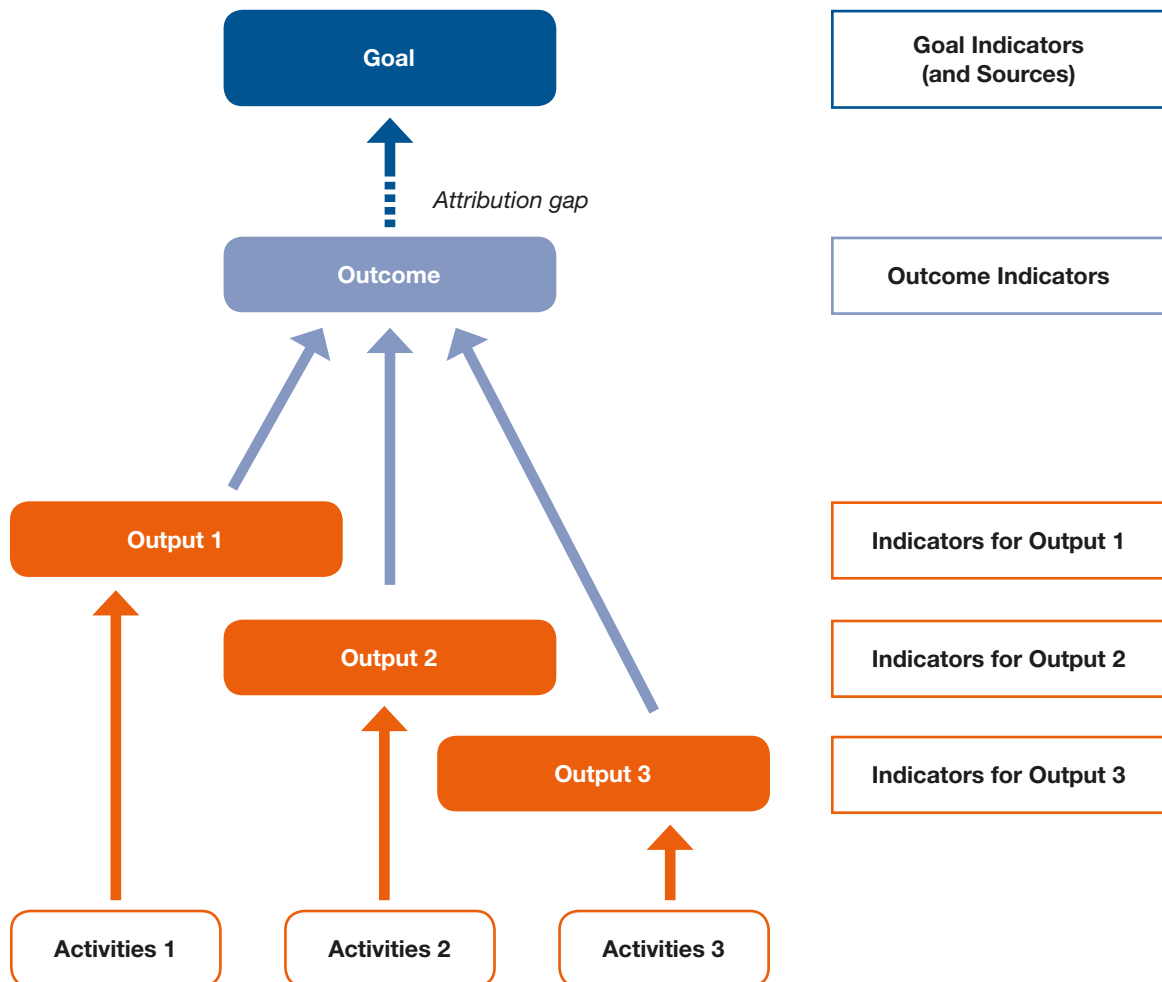 Goal
Goal Indicators
(and Sources)
Attribution gap
Outcome
Outcome Indicators
Output 1
Indicators for Output 1
Output 2
Indicators for Output 2
Output 3
Indicators for Output 3
Activities 1
Activities 2
Activities 3